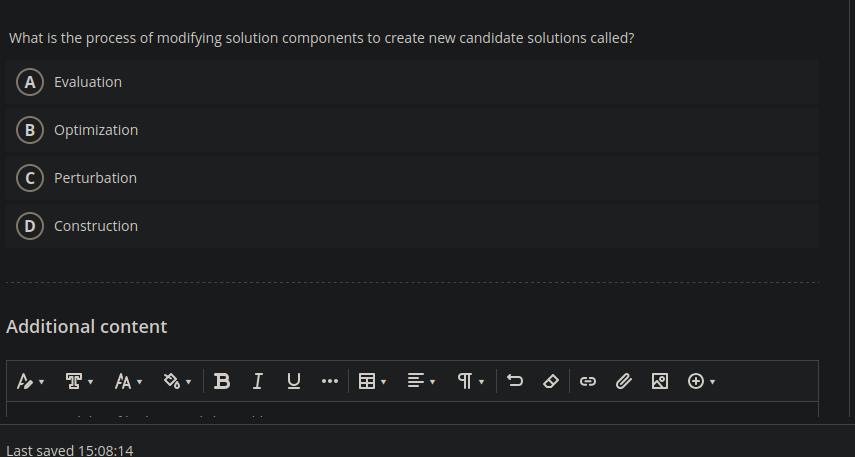 What is the process of modifying solution components to create new candidate solutions called?
A Evaluation
B Optimization
C Perturbation
D Construction
Additional content
B I U
Last saved 15:08:14